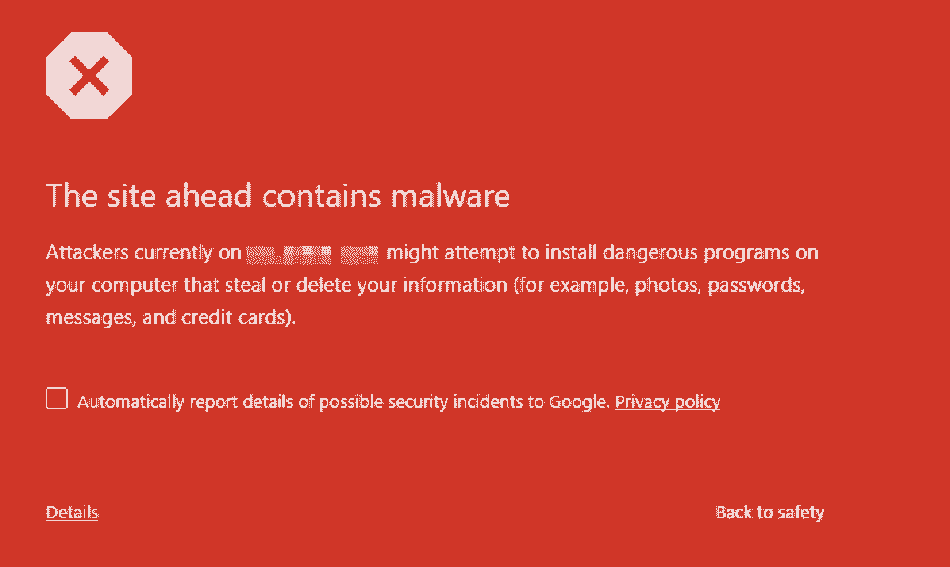 The site ahead contains malware
Attackers currently on might attempt to install dangerous programs on
your computer that steal or delete your information (for example, photos, passwords,
messages, and credit cards).
Automatically report details of possible security incidents to Google. Privacy policy
Details
Back to safety